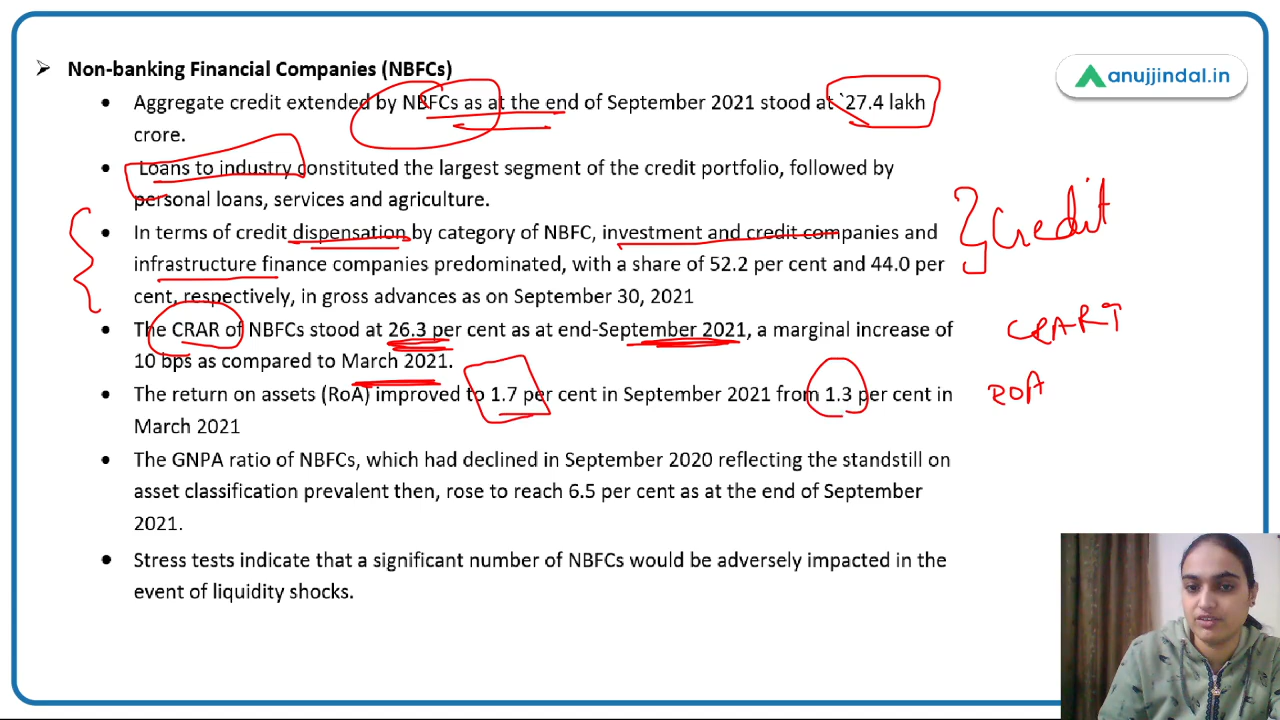 ➤ Non-banking Financial Companies (NBFCs)
anujjindal.in
• Aggregate credit extended by NBFCs as at the end of September 2021 stood at `27.4 lakh
crore.
• Loans to industry constituted the largest segment of the credit portfolio, followed by
personal loans, services and agriculture.
• In terms of credit dispensation by category of NBFC, investment and credit companies and
infrastructure finance companies predominated, with a share of 52.2 per cent and 44.0 per
cent, respectively, in gross advances as on September 30, 2021
Credit
• The CRAR of NBFCs stood at 26.3 per cent as at end-September 2021, a marginal increase of
10 bps as compared to March 2021.
CRAR↑
• The return on assets (RoA) improved to 1.7 per cent in September 2021 from 1.3 per cent in
March 2021
ROA
• The GNPA ratio of NBFCs, which had declined in September 2020 reflecting the standstill on
asset classification prevalent then, rose to reach 6.5 per cent as at the end of September
2021.
• Stress tests indicate that a significant number of NBFCs would be adversely impacted in the
event of liquidity shocks.